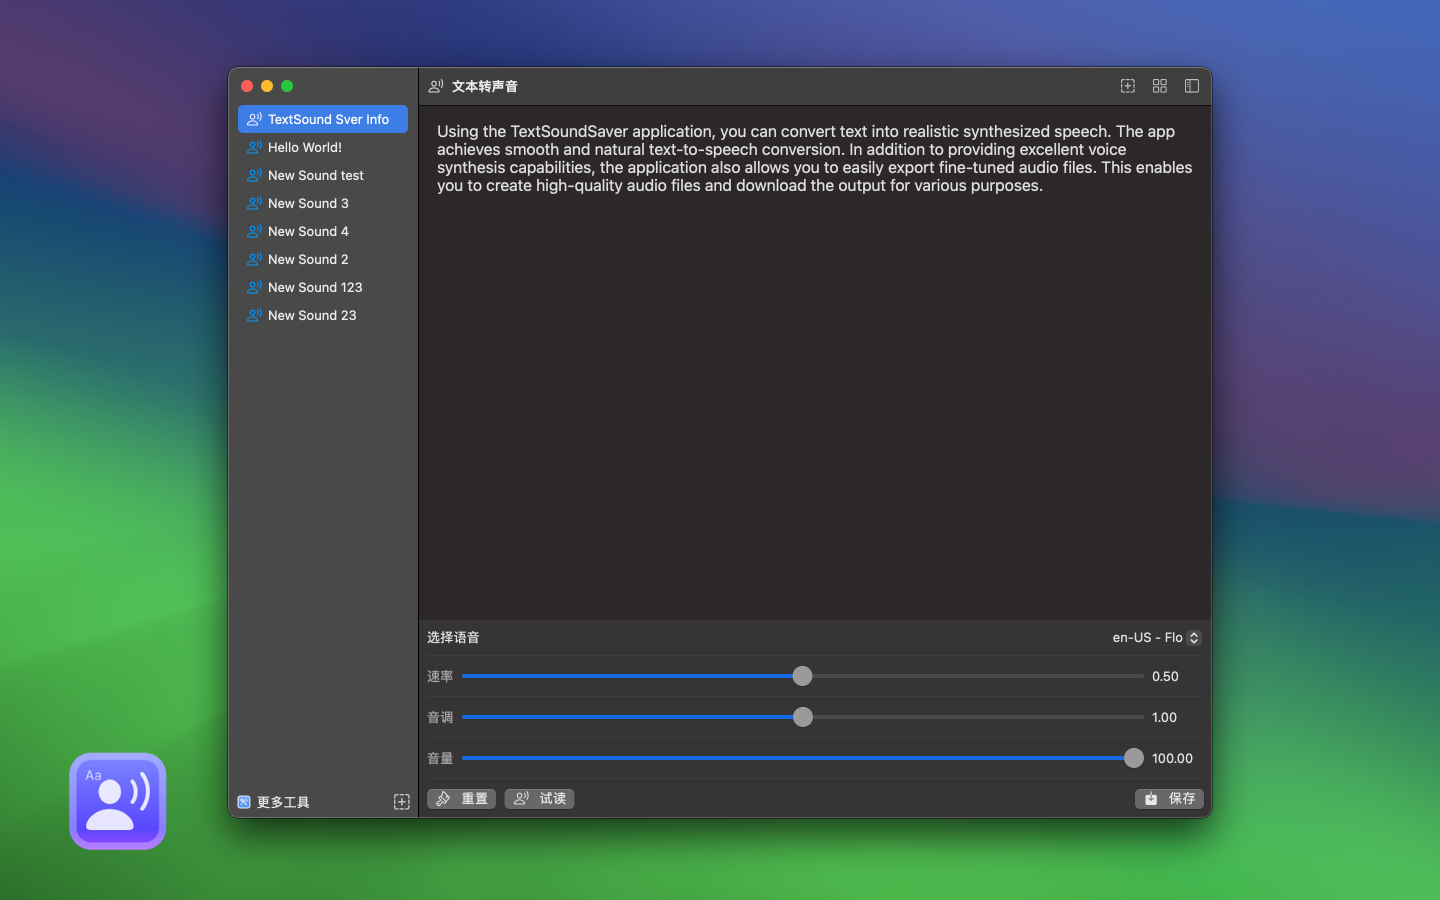 文本转声音
TextSound Sver Info
Hello World!
New Sound test
New Sound 3
New Sound 4
New Sound 2
New Sound 123
New Sound 23
更多工具
Using the TextSoundSaver application, you can convert text into realistic synthesized speech. The app
achieves smooth and natural text-to-speech conversion. In addition to providing excellent voice
synthesis capabilities, the application also allows you to easily export fine-tuned audio files. This enables
you to create high-quality audio files and download the output for various purposes.
选择语音 en-US - Flo
速率 0.50
音调 1.00
音量 100.00
重置 试读 保存
Aa